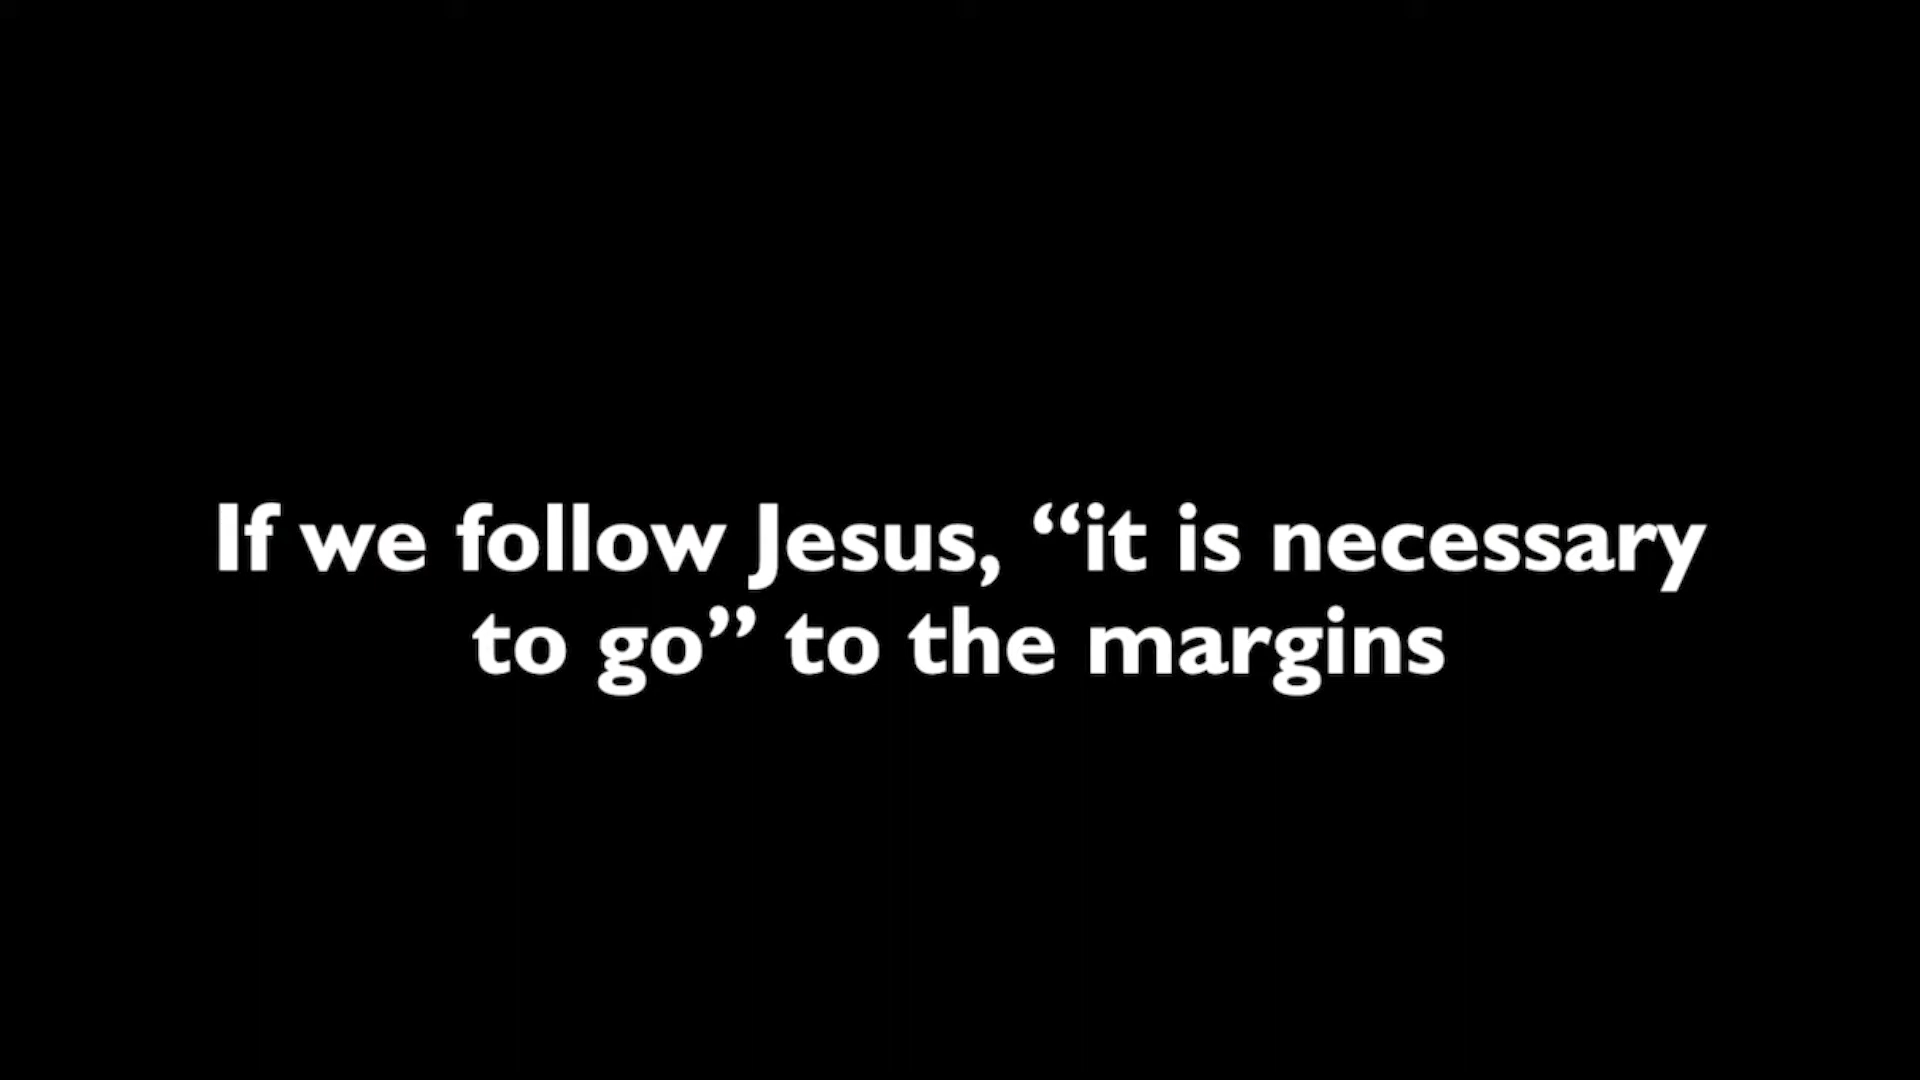 If we follow Jesus, “it is necessary
to go” to the margins